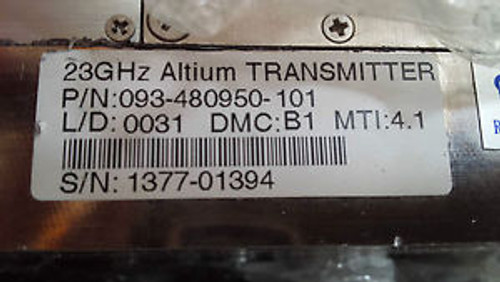 23GHz Altium TRANSMITTER
P/N:093-480950-101
L/D: 0031 DMC:B1 MTI:4.1
S/N: 1377-01394